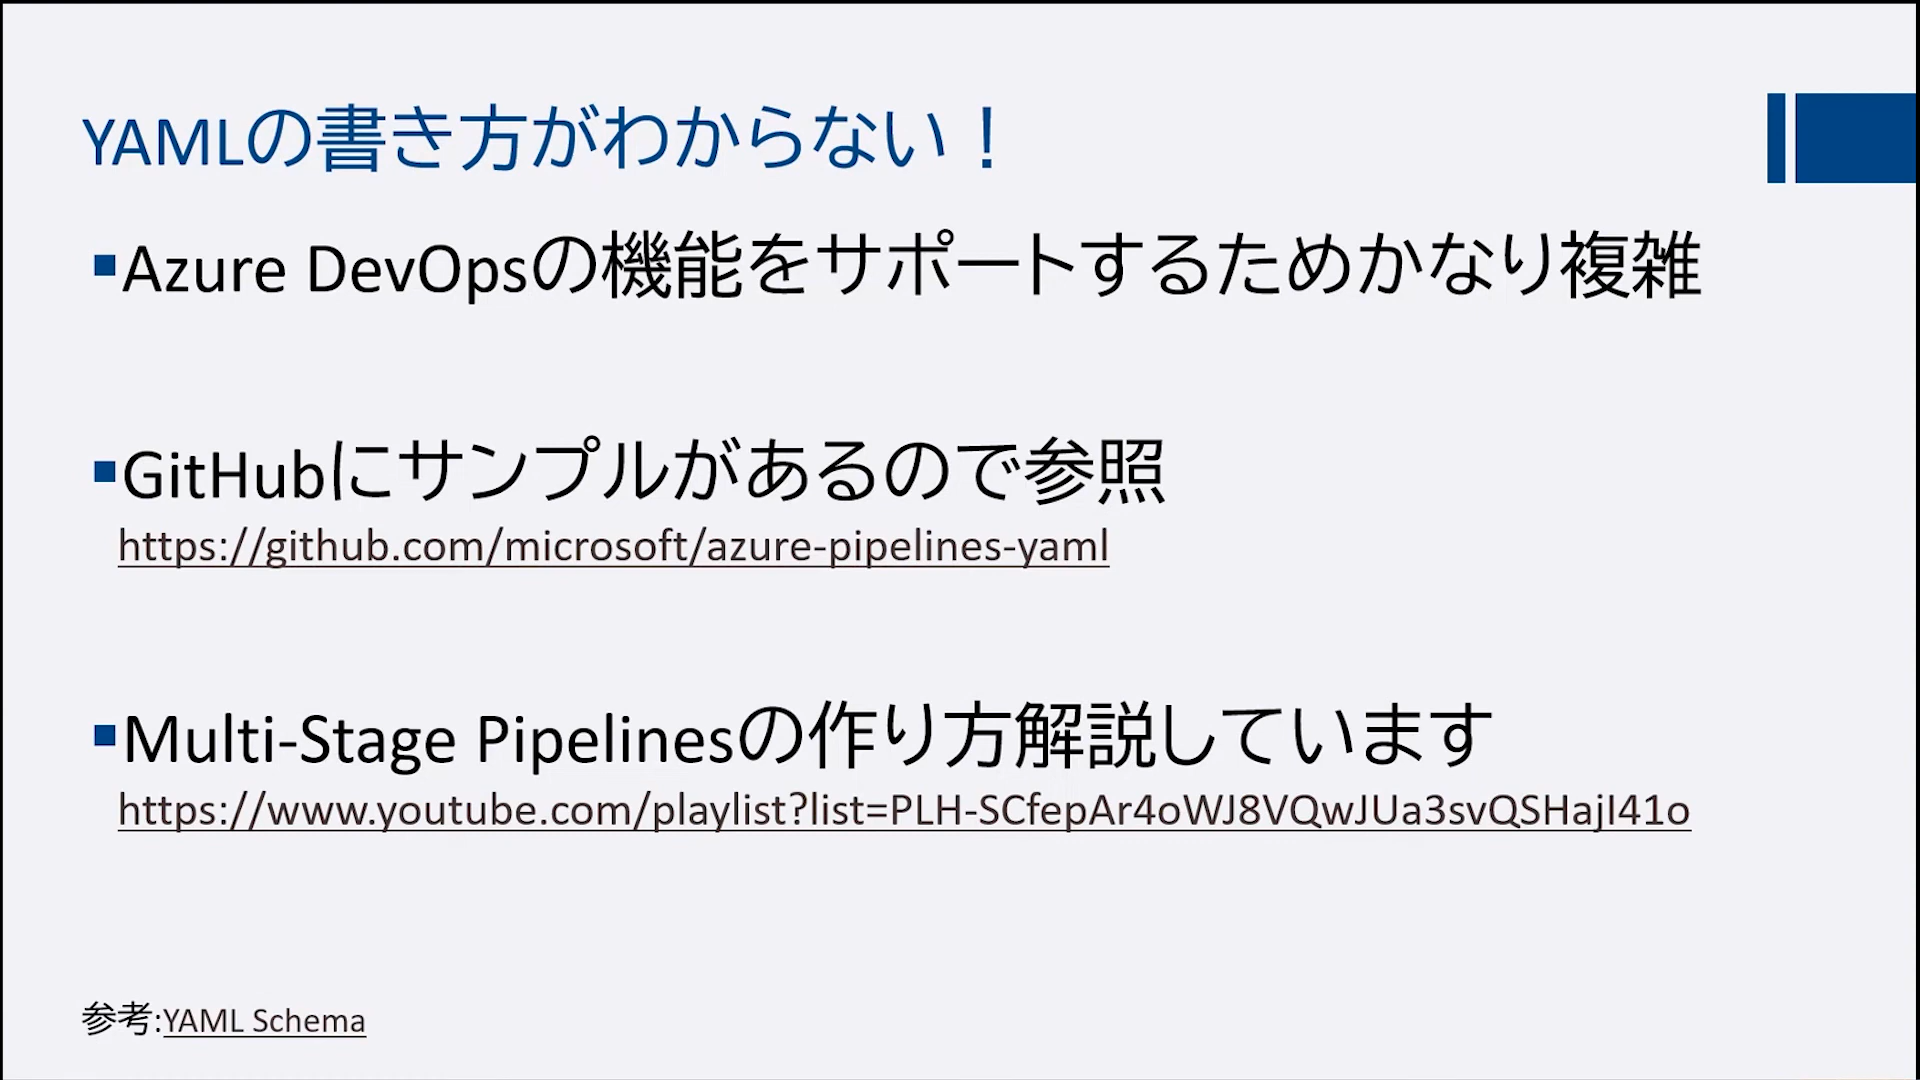 YAMLの書き方がわからない！
▪Azure DevOpsの機能をサポートするためかなり複雑
▪GitHubにサンプルがあるので参照
https://github.com/microsoft/azure-pipelines-yaml
▪Multi-Stage Pipelinesの作り方解説しています
https://www.youtube.com/playlist?list=PLH-SCfepAr4oWJ8VQwJUa3svQSHajI41o
参考:YAML Schema